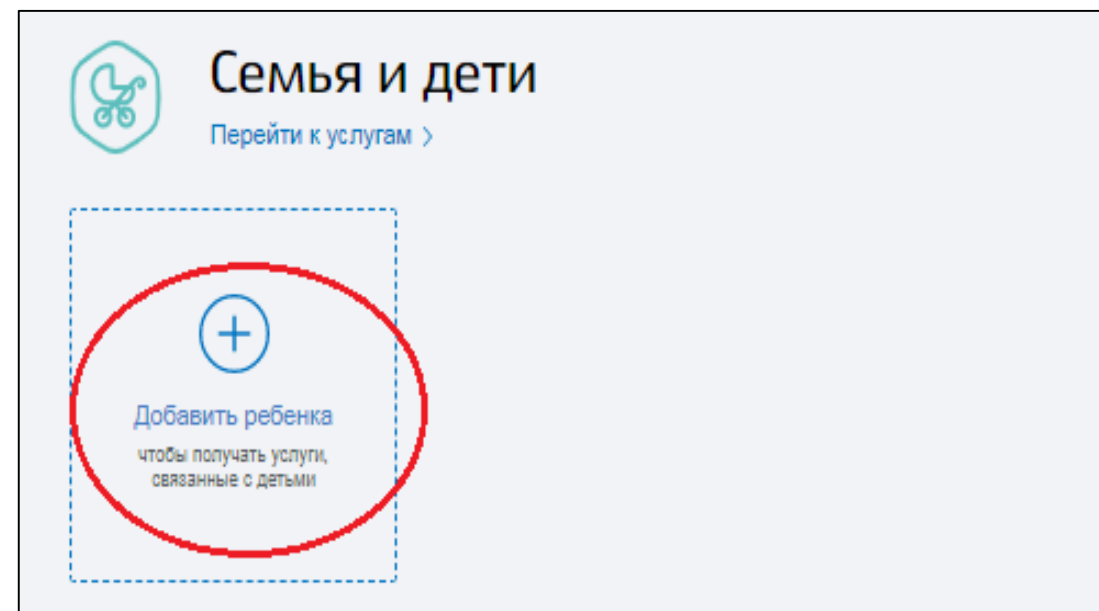 Семья и дети
Перейти к услугам >
Добавить ребенка
чтобы получать услуги,
связанные с детьми